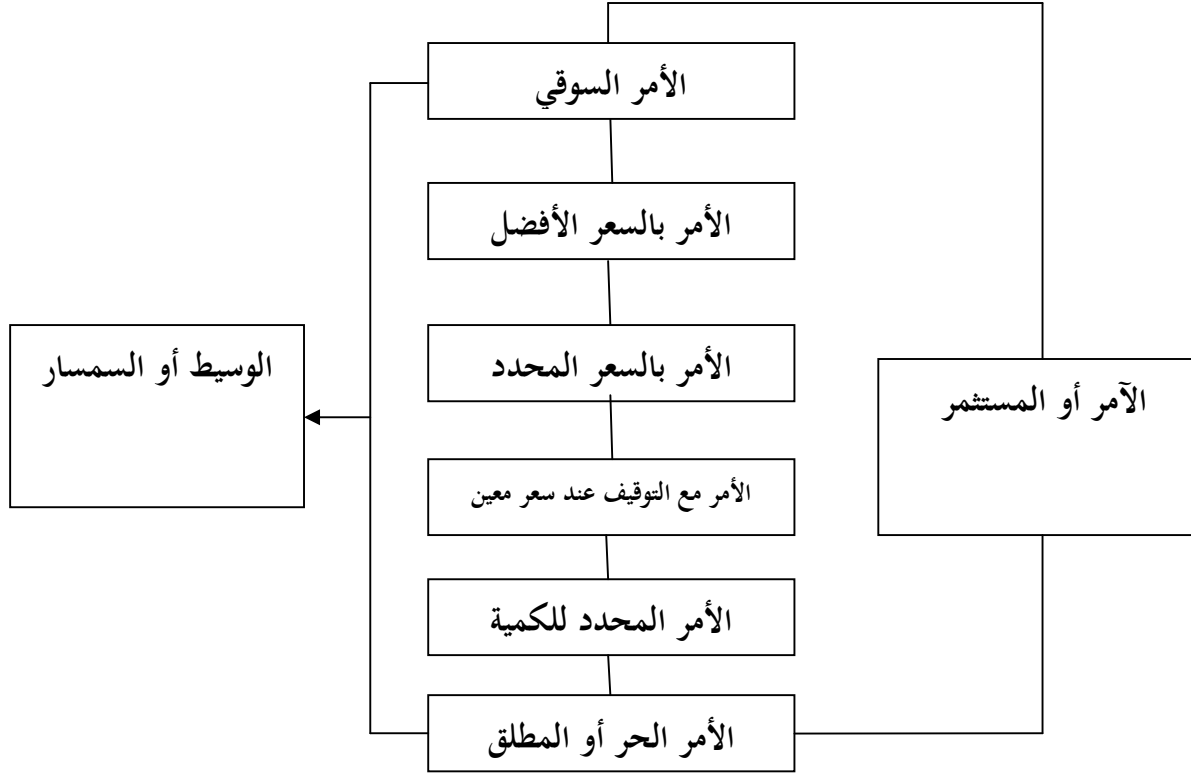 الأمر السوقي
الأمر بالسعر الأفضل
الأمر بالسعر المحدد
الوسيط أو السمسار
الآمر أو المستثمر
الأمر مع التوقيف عند سعر معين
الأمر المحدد للكمية
الأمر الحر أو المطلق